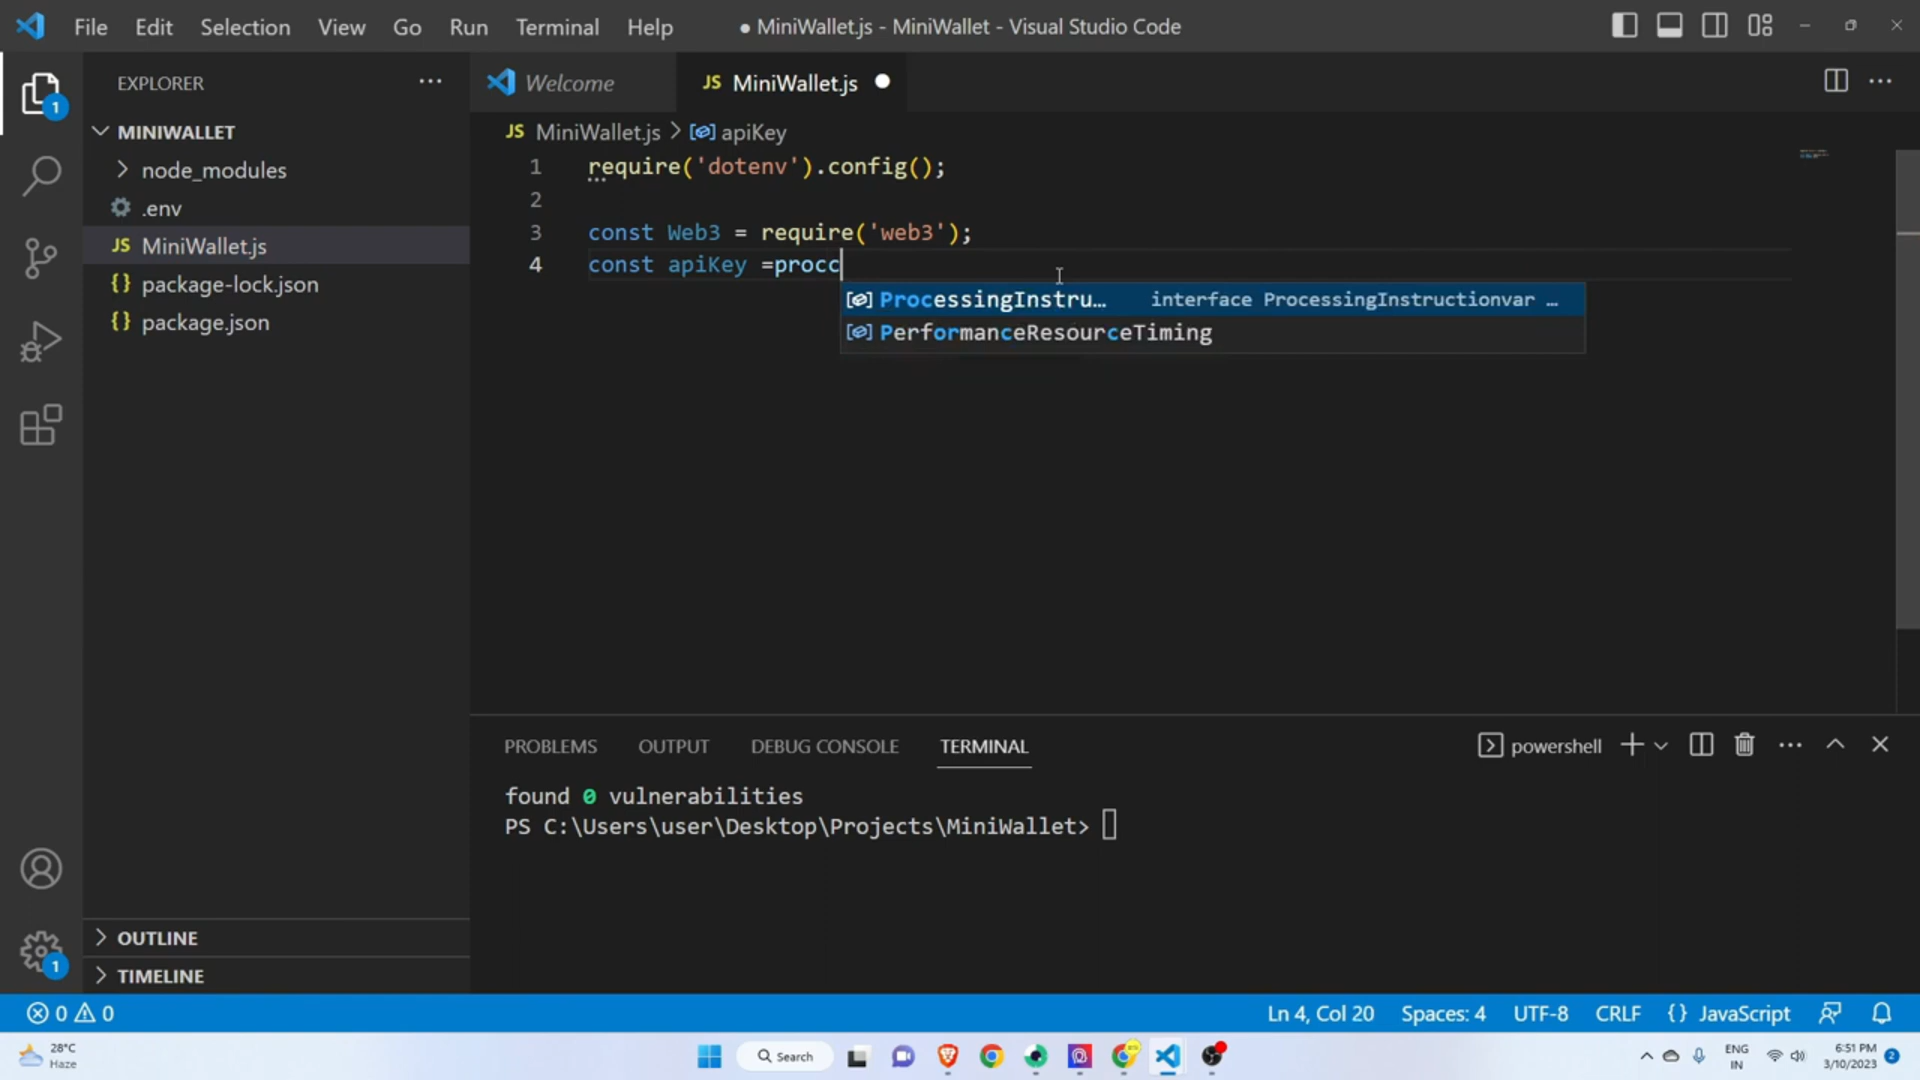 File Edit Selection View Go Run Terminal Help
● MiniWallet.js - MiniWallet - Visual Studio Code
EXPLORER
1
MINIWALLET
node_modules
.env
JS MiniWallet.js
{} package-lock.json
{} package.json
OUTLINE
TIMELINE
1
Welcome
JS MiniWallet.js
JS MiniWallet.js > apiKey
1 require('dotenv').config();
2
3 const Web3 = require('web3');
4 const apiKey =procc
ProcessingInstru… interface ProcessingInstructionvar …
PerformanceResourceTiming
PROBLEMS OUTPUT DEBUG CONSOLE TERMINAL
powershell
found 0 vulnerabilities
PS C:\Users\user\Desktop\Projects\MiniWallet>
0 0
Ln 4, Col 20 Spaces: 4 UTF-8 CRLF {} JavaScript
28°C
Haze
Search
ENG
IN
6:51 PM
3/10/2023
2